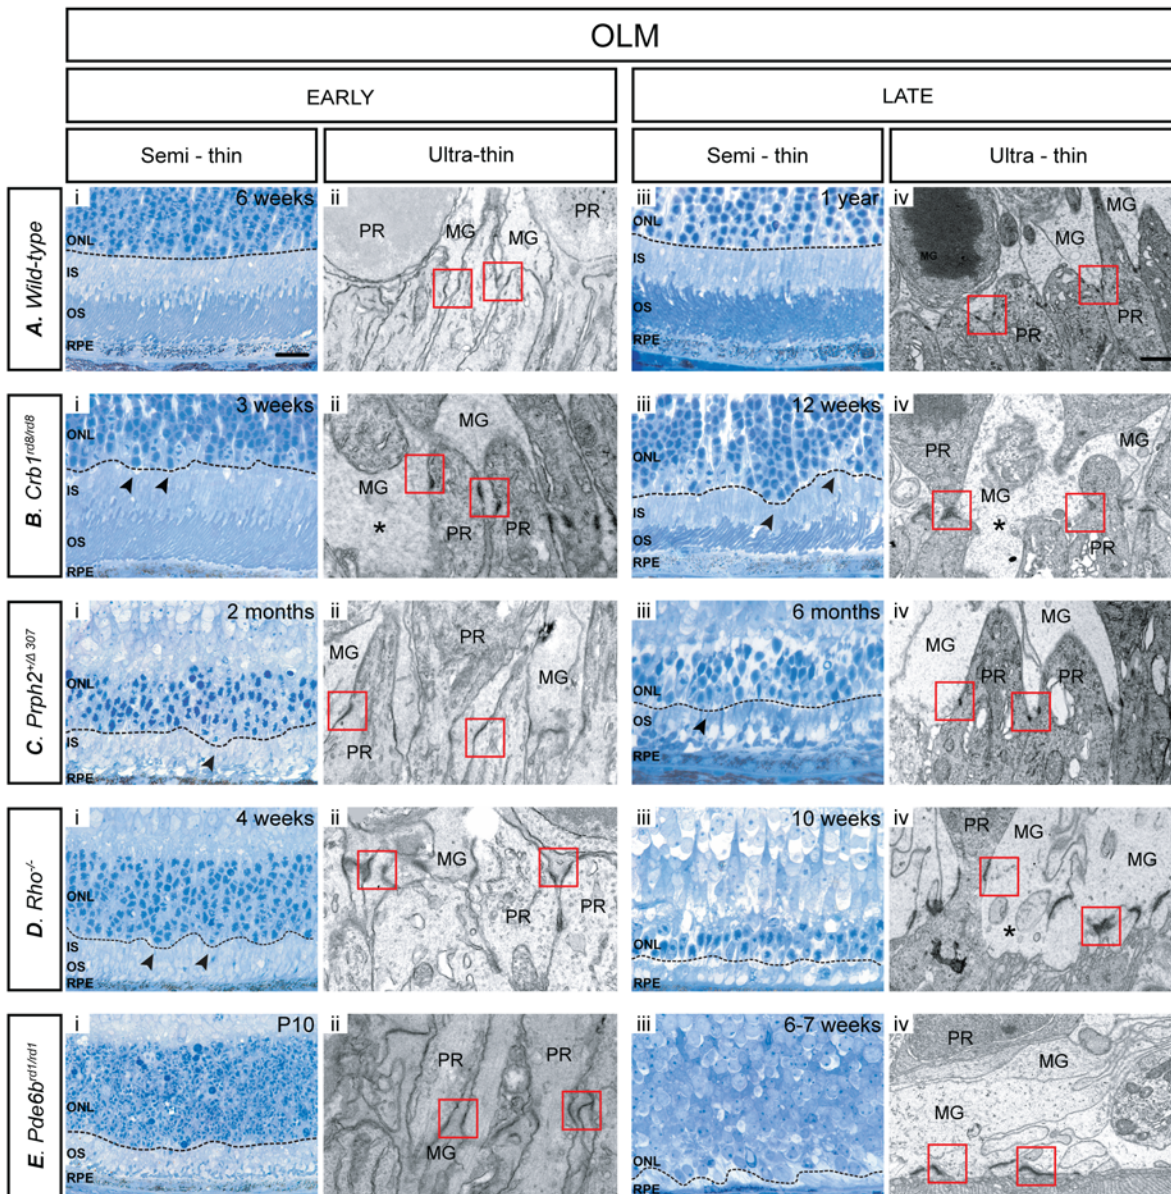 OLM
EARLY
LATE
Semi - thin
Ultra-thin
Semi - thin
Ultra - thin
A. Wild-type
i
6 weeks
ONL
IS
OS
RPE
ii
PR
MG
MG
PR
iii
1 year
ONL
IS
OS
RPE
iv
MG
MG
MG
PR
PR
B. Crb1rd8/rd8
i
3 weeks
ONL
IS
OS
RPE
ii
MG
MG
*
PR
PR
iii
12 weeks
ONL
IS
OS
RPE
iv
PR
MG
MG
*
PR
C. Prph2+/Δ 307
i
2 months
ONL
IS
RPE
ii
MG
PR
MG
PR
iii
6 months
ONL
OS
RPE
iv
MG
MG
PR
PR
D. Rho-/-
i
4 weeks
ONL
IS
OS
RPE
ii
MG
PR
PR
iii
10 weeks
ONL
RPE
iv
PR
MG
MG
*
E. Pde6brd1/rd1
i
P10
ONL
OS
RPE
ii
PR
PR
MG
iii
6-7 weeks
ONL
RPE
iv
PR
MG
MG